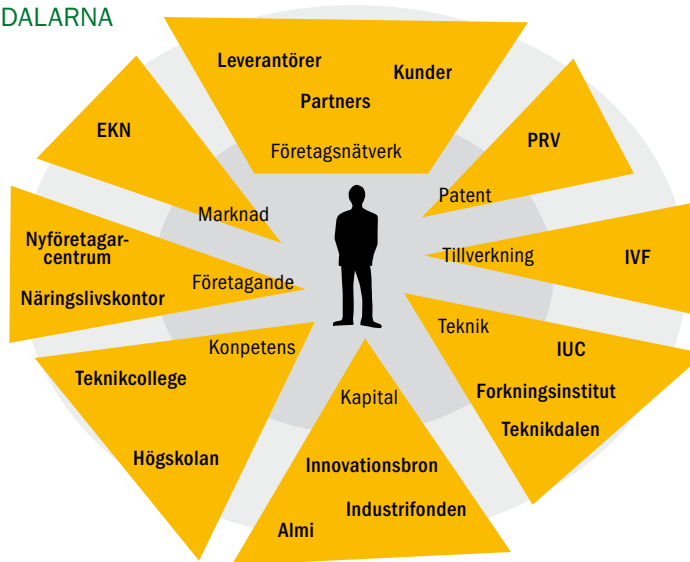 DALARNA
Leverantörer
Kunder
Partners
Företagsnätverk
EKN
Marknad
PRV
Patent
Nyföretagar-
centrum
Näringslivskontor
Företagande
Tillverkning
IVF
Konpetens
Teknikcollege
Högskolan
Teknik
IUC
Forkningsinstitut
Teknikdalen
Kapital
Innovationsbron
Industrifonden
Almi